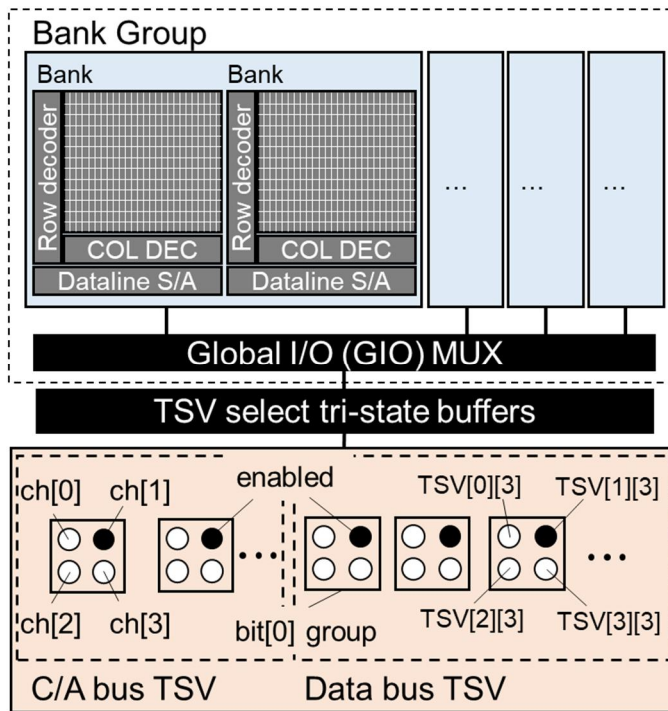 Bank Group
Bank
Bank
Row decoder
COL DEC
Dataline S/A
Row decoder
COL DEC
Dataline S/A
...
...
...
Global I/O (GIO) MUX
TSV select tri-state buffers
ch[0]
ch[1]
enabled
TSV[0][3]
TSV[1][3]
...
...
ch[2]
ch[3]
bit[0] group
TSV[2][3]
TSV[3][3]
C/A bus TSV
Data bus TSV